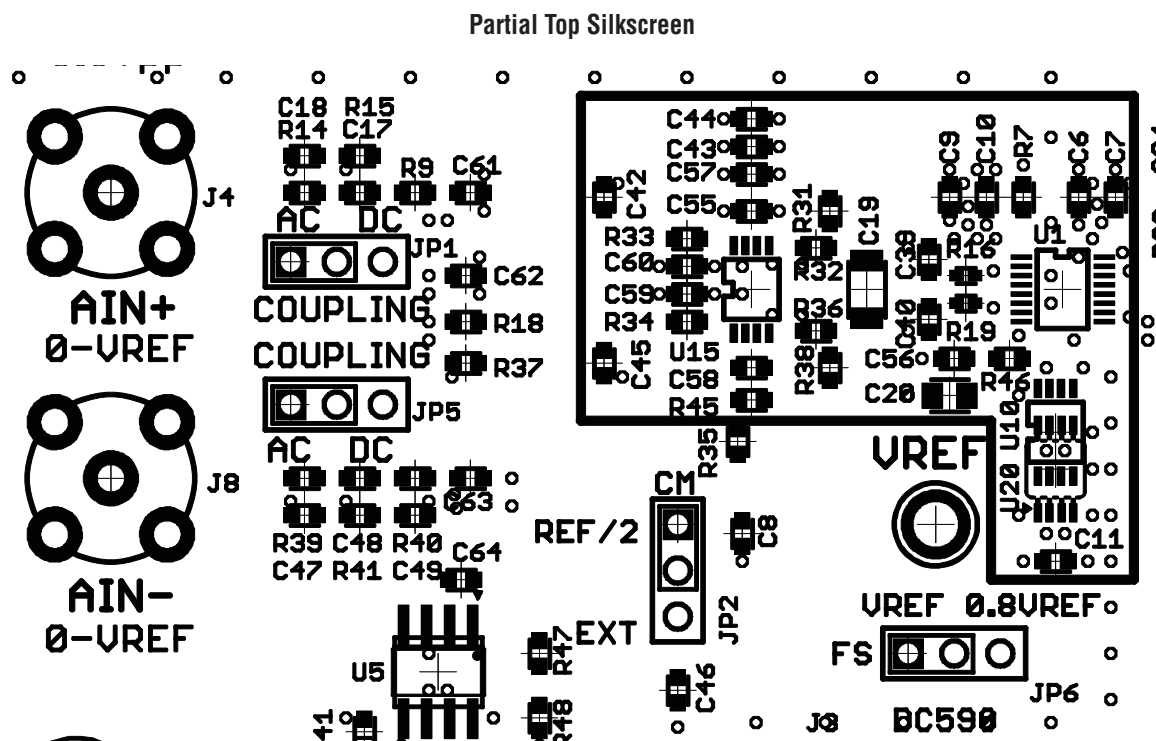 Partial Top Silkscreen
C18 R15
R14 C17
R9 C61
J4
AC DC
JP1
COUPLING
AIN+
0-VREF
C62
R18
R37
COUPLING
JP5
AC DC
J8
C63
R39 C48 R40
C47 R41 C49
C64
AIN-
0-VREF
U5
R47
R48
41
C44
C43
C57
C55
C42
R33
C60
C59
R34
C45
U15
C58
R45
R35
R31
R32
C19
R36
R38
C9
C10
R7
C6
C7
U1
C39
R16
C40
R19
C56
R46
C20
U10
U20
C11
VREF
CM
REF/2
C8
EXT
JP2
C46
VREF 0.8VREF
FS
JP6
J3
DC590